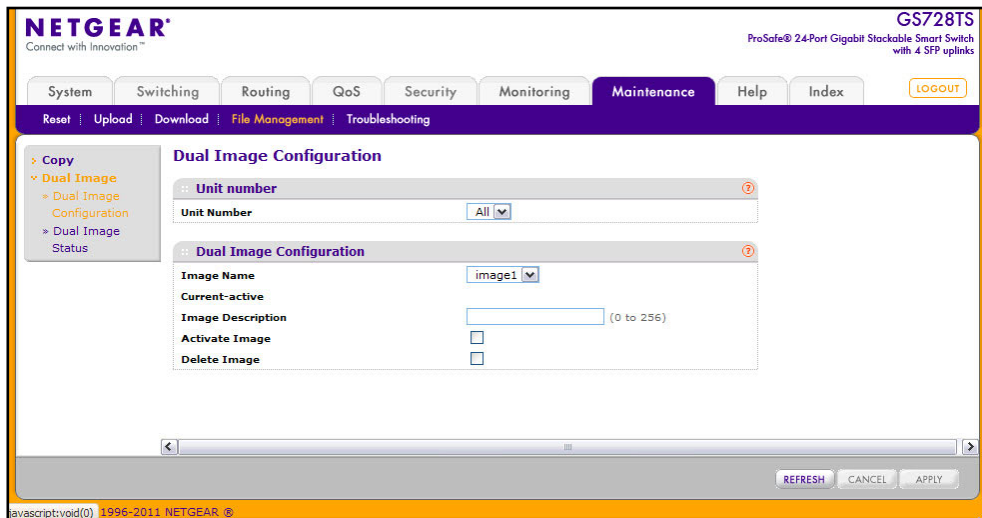 NETGEAR®
Connect with Innovation™
GS728TS
ProSafe® 24-Port Gigabit Stackable Smart Switch
with 4 SFP uplinks
System Switching Routing QoS Security Monitoring Maintenance Help Index LOGOUT
Reset Upload Download File Management Troubleshooting
Copy
Dual Image
» Dual Image
Configuration
» Dual Image
Status
Dual Image Configuration
Unit number ?
Unit Number All
Dual Image Configuration ?
Image Name image1
Current-active
Image Description (0 to 256)
Activate Image
Delete Image
REFRESH CANCEL APPLY
javascript:void(0) 1996-2011 NETGEAR ®